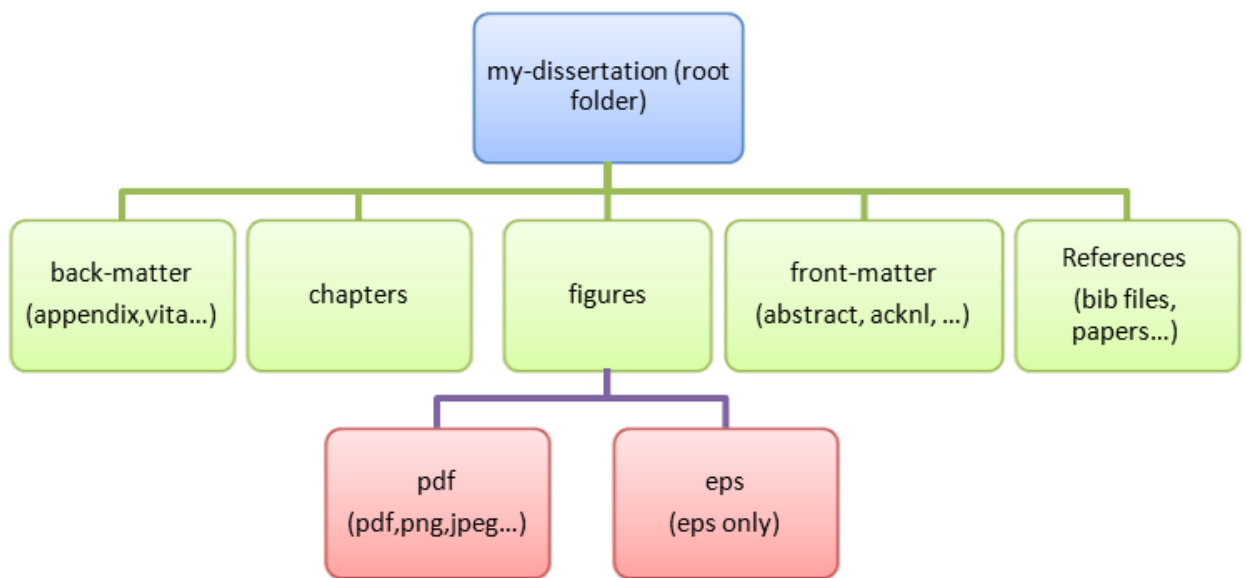 my-dissertation (root
folder)
back-matter
(appendix,vita…)
chapters
figures
front-matter
(abstract, acknl, …)
References
(bib files,
papers…)
pdf
(pdf,png,jpeg…)
eps
(eps only)